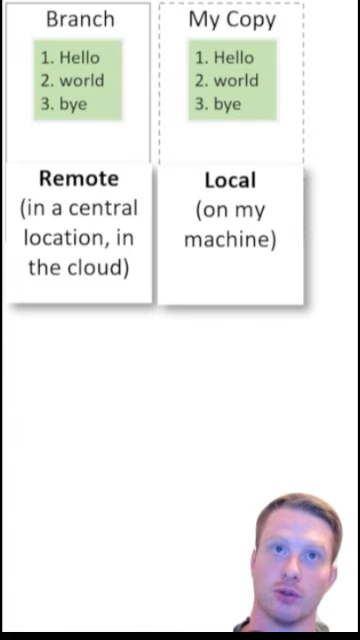 Branch
1. Hello
2. world
3. bye
Remote
(in a central
location, in
the cloud)
My Copy
1. Hello
2. world
3. bye
Local
(on my
machine)